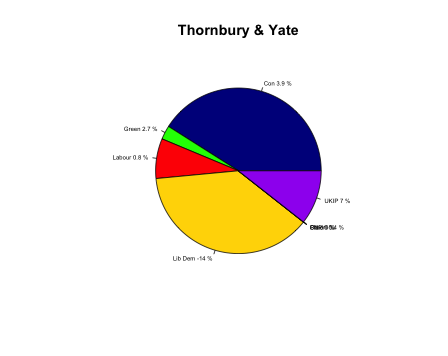 Thornbury & Yate
Con 3.9 %
Green 2.7 %
Labour 0.8 %
UKIP 7 %
Lib Dem -14 %